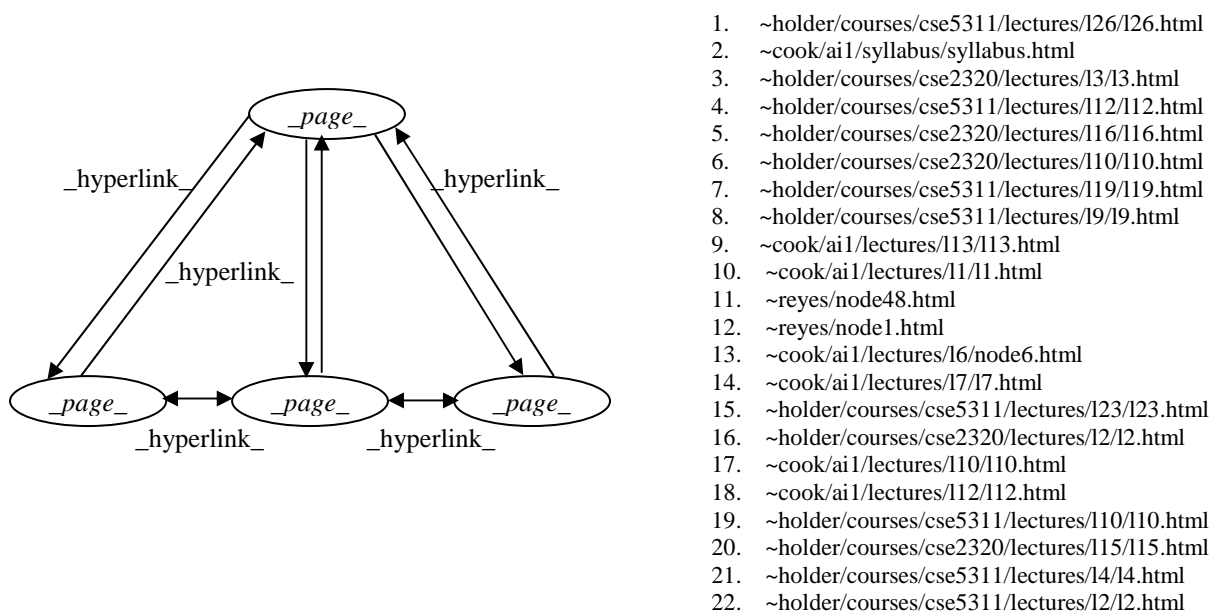 _page_
_hyperlink_
_hyperlink_
_hyperlink_
_page_
_page_
_page_
_hyperlink_
_hyperlink_
1. ~holder/courses/cse5311/lectures/l26/l26.html
2. ~cook/ai1/syllabus/syllabus.html
3. ~holder/courses/cse2320/lectures/l3/l3.html
4. ~holder/courses/cse5311/lectures/l12/l12.html
5. ~holder/courses/cse2320/lectures/l16/l16.html
6. ~holder/courses/cse2320/lectures/l10/l10.html
7. ~holder/courses/cse5311/lectures/l19/l19.html
8. ~holder/courses/cse5311/lectures/l9/l9.html
9. ~cook/ai1/lectures/l13/l13.html
10. ~cook/ai1/lectures/l1/l1.html
11. ~reyes/node48.html
12. ~reyes/node1.html
13. ~cook/ai1/lectures/l6/node6.html
14. ~cook/ai1/lectures/l7/l7.html
15. ~holder/courses/cse5311/lectures/l23/l23.html
16. ~holder/courses/cse2320/lectures/l2/l2.html
17. ~cook/ai1/lectures/l10/l10.html
18. ~cook/ai1/lectures/l12/l12.html
19. ~holder/courses/cse5311/lectures/l10/l10.html
20. ~holder/courses/cse2320/lectures/l15/l15.html
21. ~holder/courses/cse5311/lectures/l4/l4.html
22. ~holder/courses/cse5311/lectures/l2/l2.html